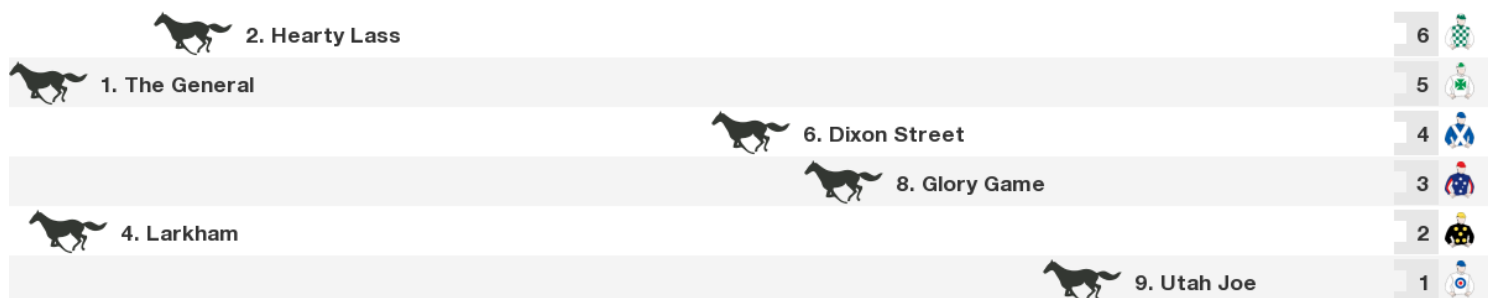 2. Hearty Lass 6
1. The General 5
6. Dixon Street 4
8. Glory Game 3
4. Larkham 2
9. Utah Joe 1